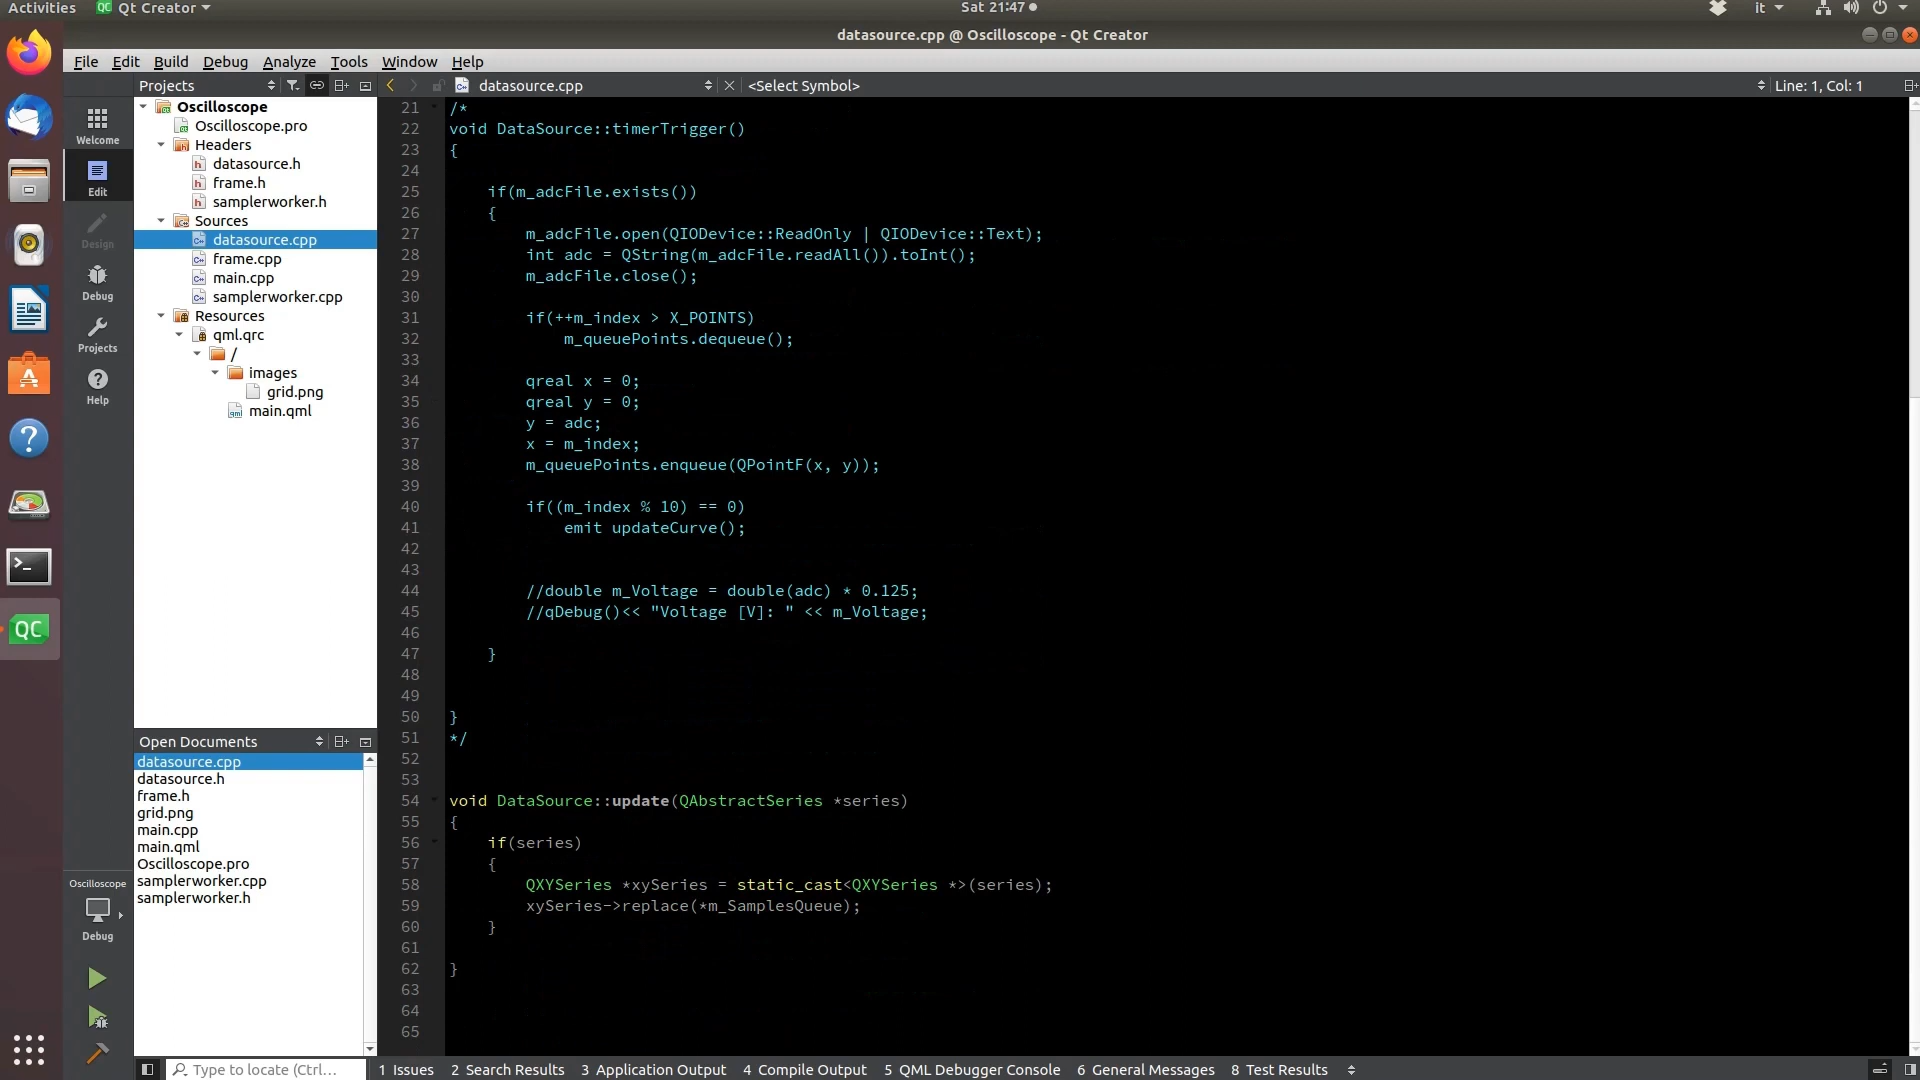 Activities
Qt Creator
Sat 21:47
it
datasource.cpp @ Oscilloscope - Qt Creator
File Edit Build Debug Analyze Tools Window Help
Projects
datasource.cpp
<Select Symbol>
Line: 1, Col: 1
Welcome
Edit
Design
Debug
Projects
Help
Oscilloscope
Oscilloscope.pro
Headers
datasource.h
frame.h
samplerworker.h
Sources
datasource.cpp
frame.cpp
main.cpp
samplerworker.cpp
Resources
qml.qrc
/
images
grid.png
main.qml
Open Documents
datasource.cpp
datasource.h
frame.h
grid.png
main.cpp
main.qml
Oscilloscope.pro
samplerworker.cpp
samplerworker.h
Oscilloscope
Debug
21 /*
22 void DataSource::timerTrigger()
23 {
24
25     if(m_adcFile.exists())
26     {
27         m_adcFile.open(QIODevice::ReadOnly | QIODevice::Text);
28         int adc = QString(m_adcFile.readAll()).toInt();
29         m_adcFile.close();
30
31         if(++m_index > X_POINTS)
32             m_queuePoints.dequeue();
33
34         qreal x = 0;
35         qreal y = 0;
36         y = adc;
37         x = m_index;
38         m_queuePoints.enqueue(QPointF(x, y));
39
40         if((m_index % 10) == 0)
41             emit updateCurve();
42
43
44         //double m_Voltage = double(adc) * 0.125;
45         //qDebug()<< "Voltage [V]: " << m_Voltage;
46
47     }
48
49
50 }
51 */
52
53
54 void DataSource::update(QAbstractSeries *series)
55 {
56     if(series)
57     {
58         QXYSeries *xySeries = static_cast<QXYSeries *>(series);
59         xySeries->replace(*m_SamplesQueue);
60     }
61
62 }
63
64
65
Type to locate (Ctrl...
1 Issues 2 Search Results 3 Application Output 4 Compile Output 5 QML Debugger Console 6 General Messages 8 Test Results